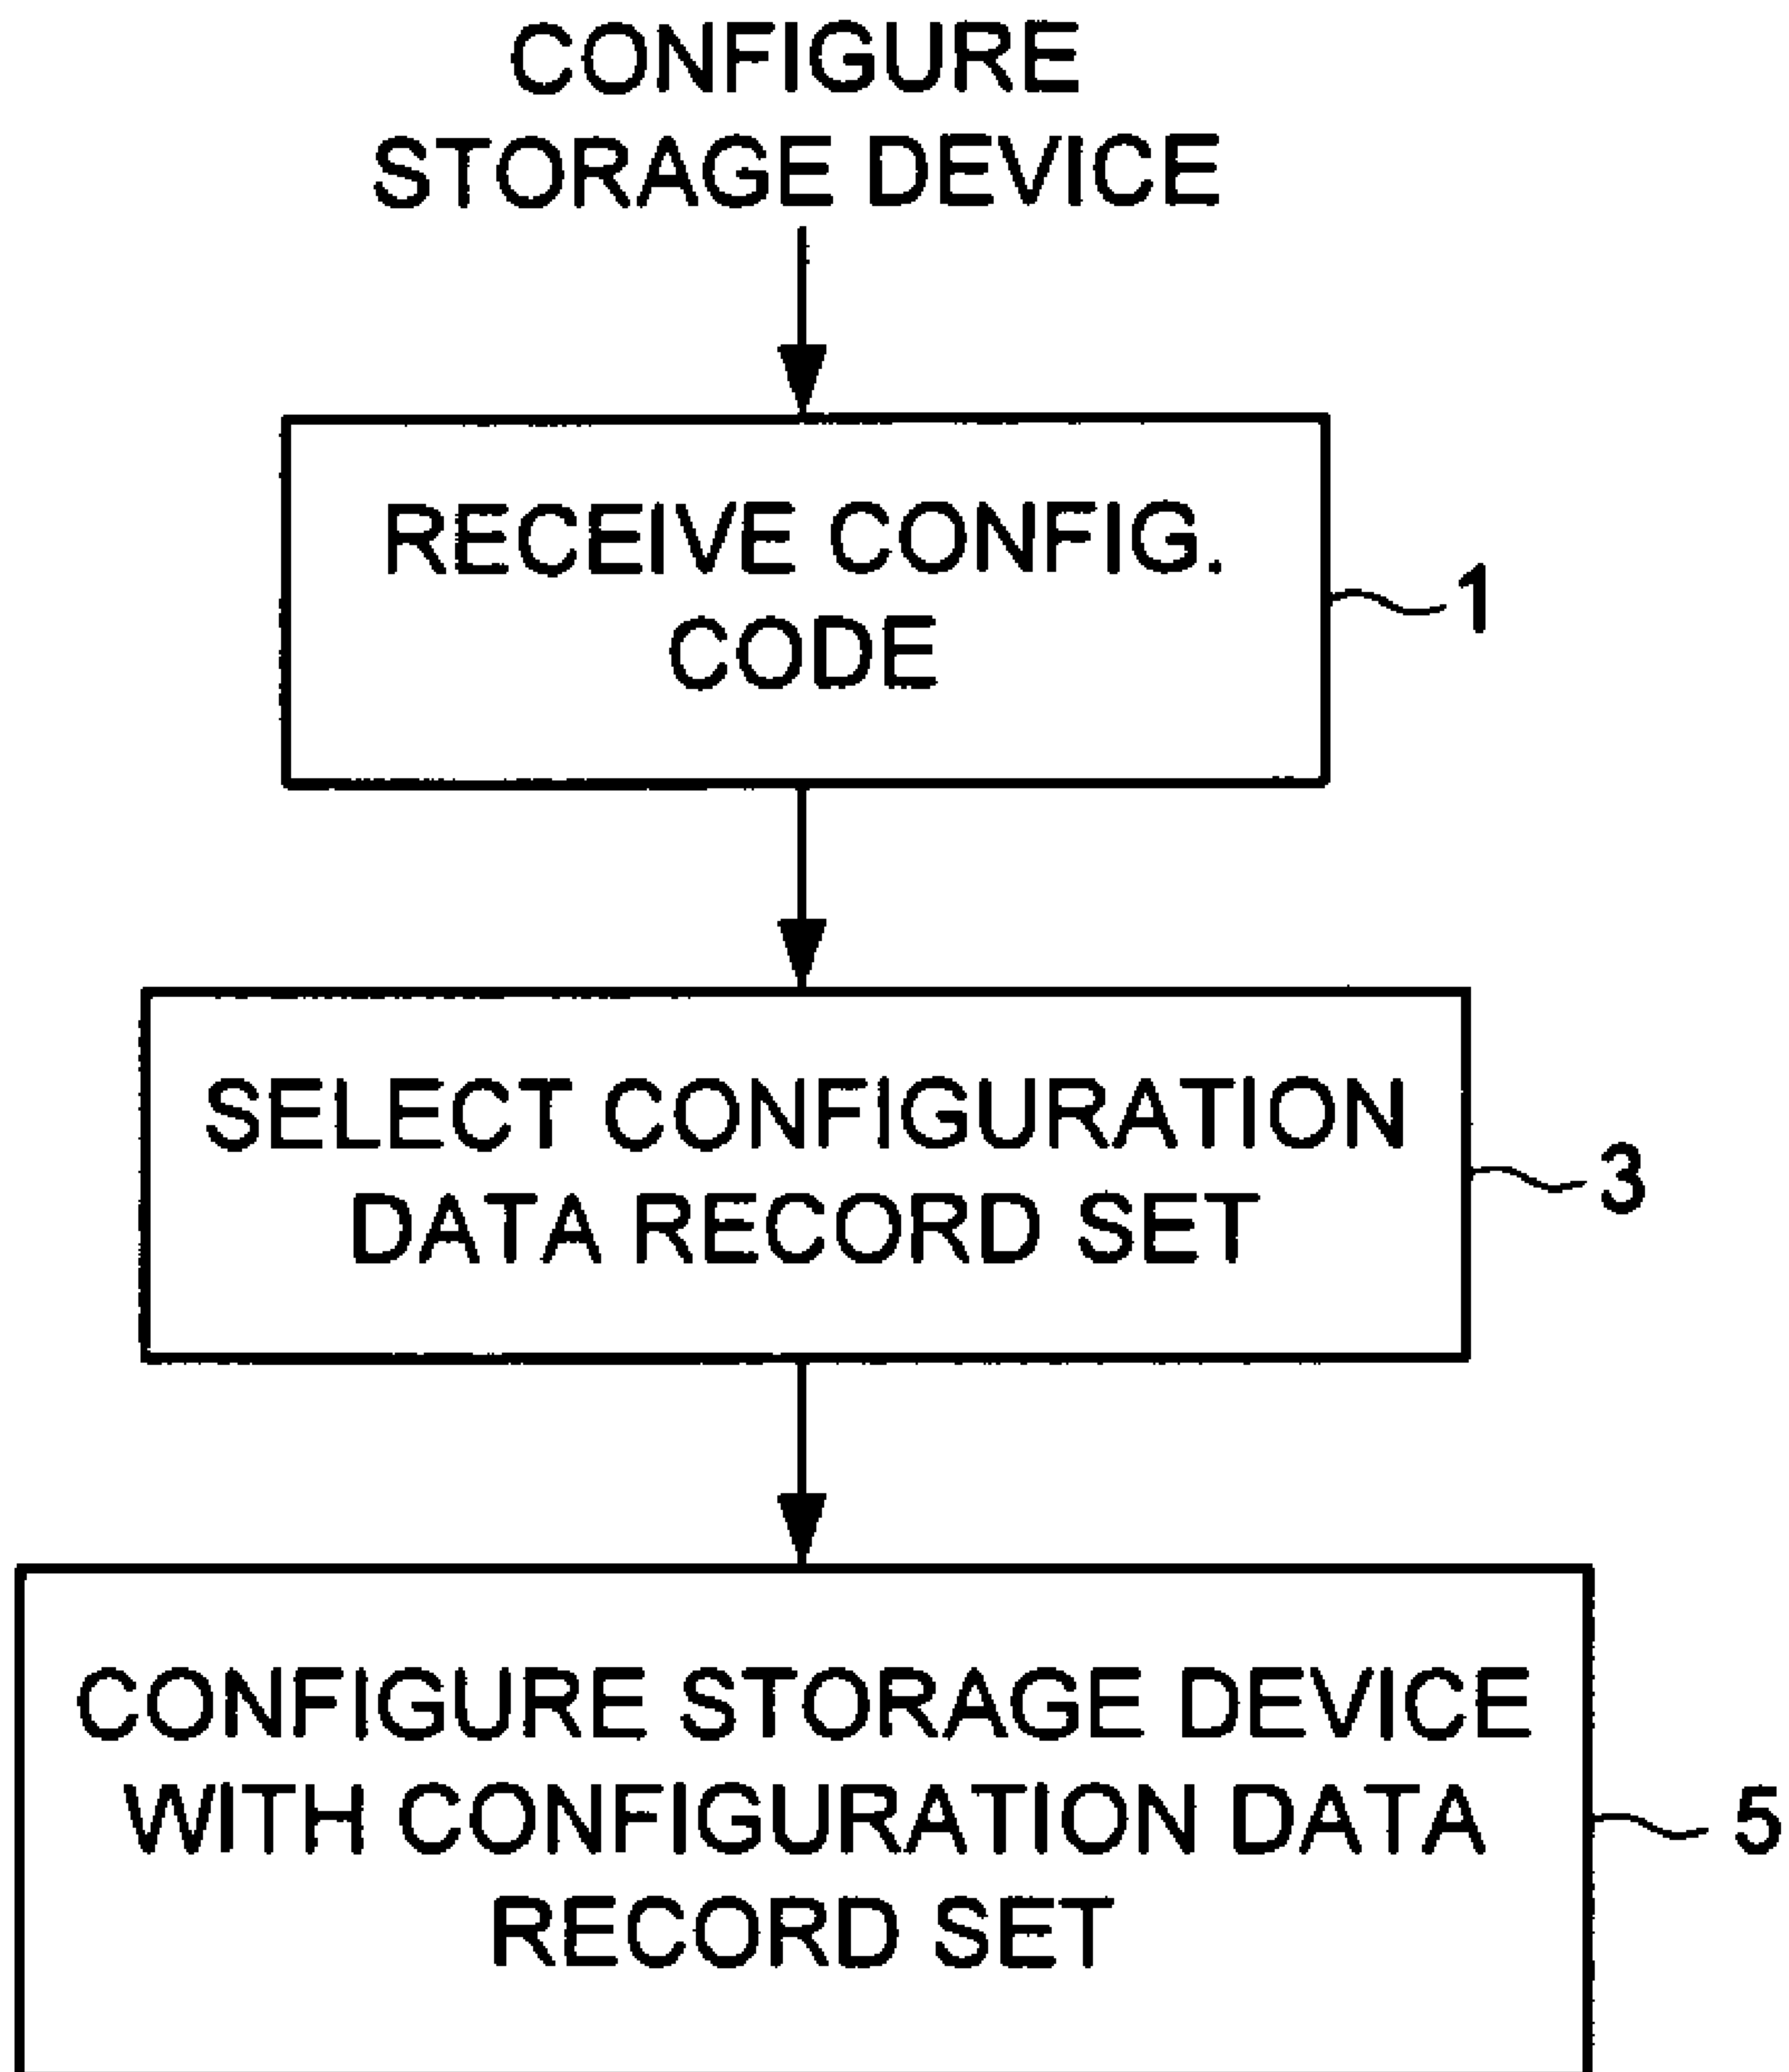 CONFIGURE
STORAGE DEVICE
RECEIVE CONFIG.
CODE
1
SELECT CONFIGURATION
DATA RECORD SET
3
CONFIGURE STORAGE DEVICE
WITH CONFIGURATION DATA
RECORD SET
5